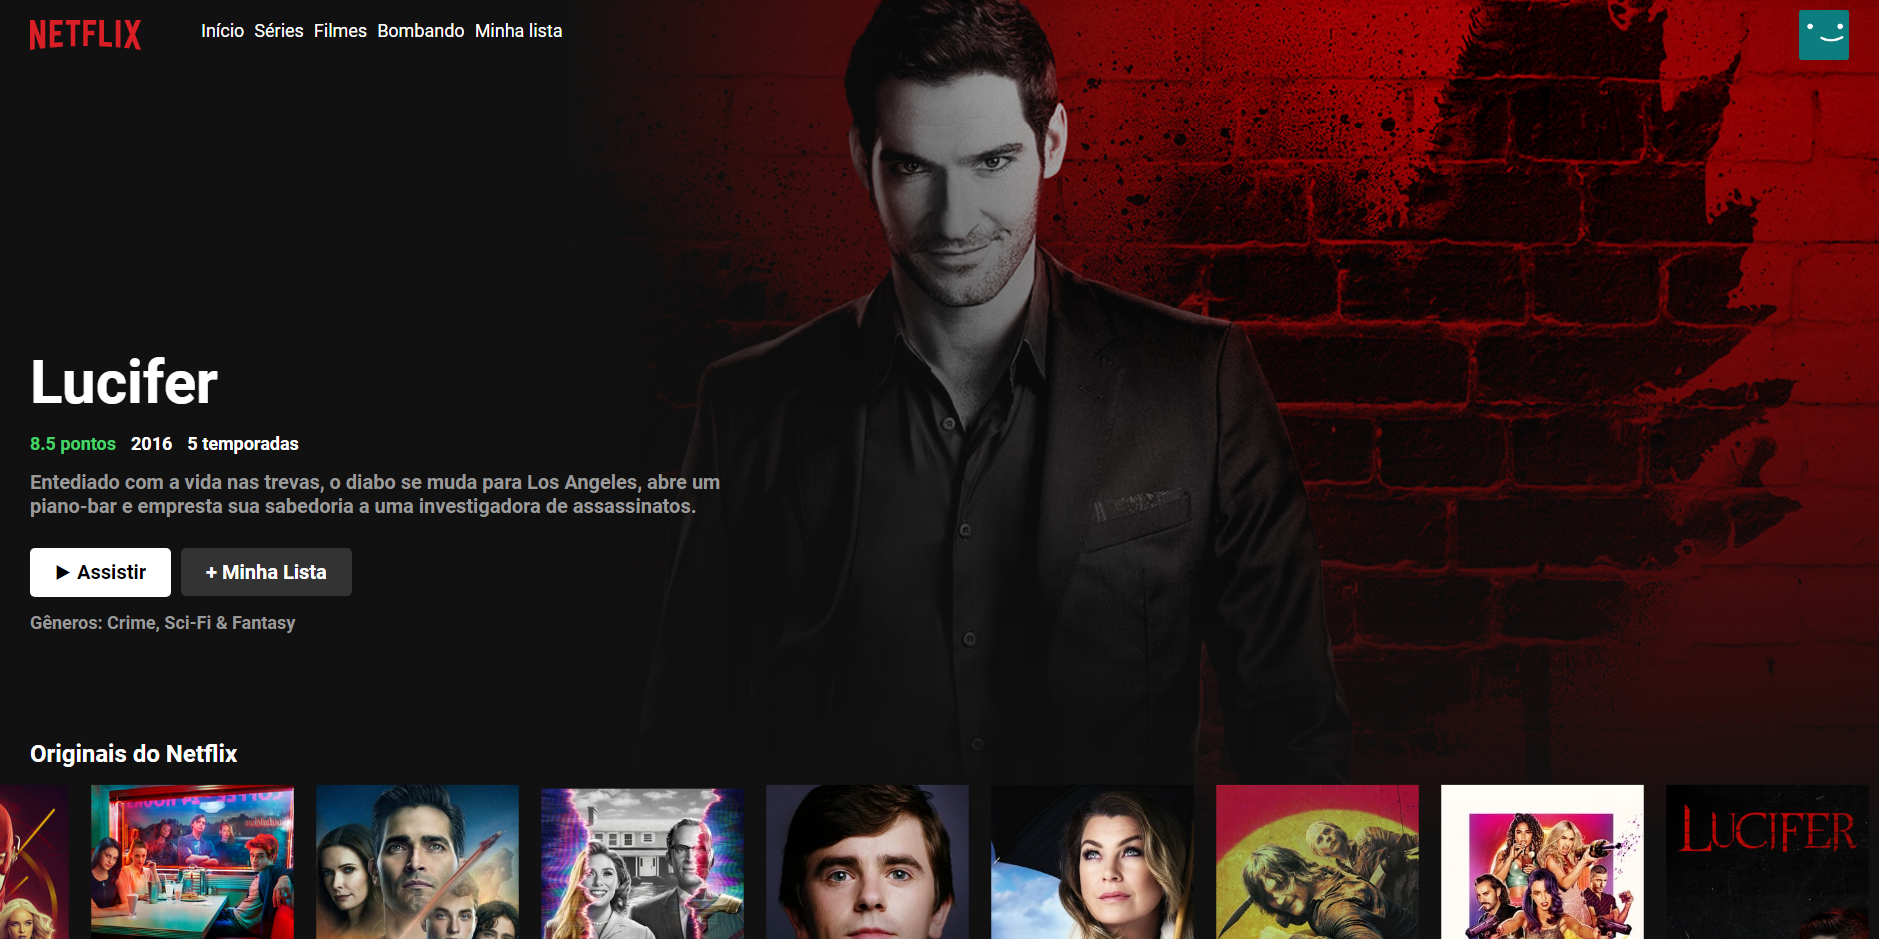 NETFLIX
Início Séries Filmes Bombando Minha lista
Lucifer
8.5 pontos 2016 5 temporadas
Entediado com a vida nas trevas, o diabo se muda para Los Angeles, abre um
piano-bar e empresta sua sabedoria a uma investigadora de assassinatos.
▶ Assistir + Minha Lista
Gêneros: Crime, Sci-Fi & Fantasy
Originais do Netflix
LUCIFER